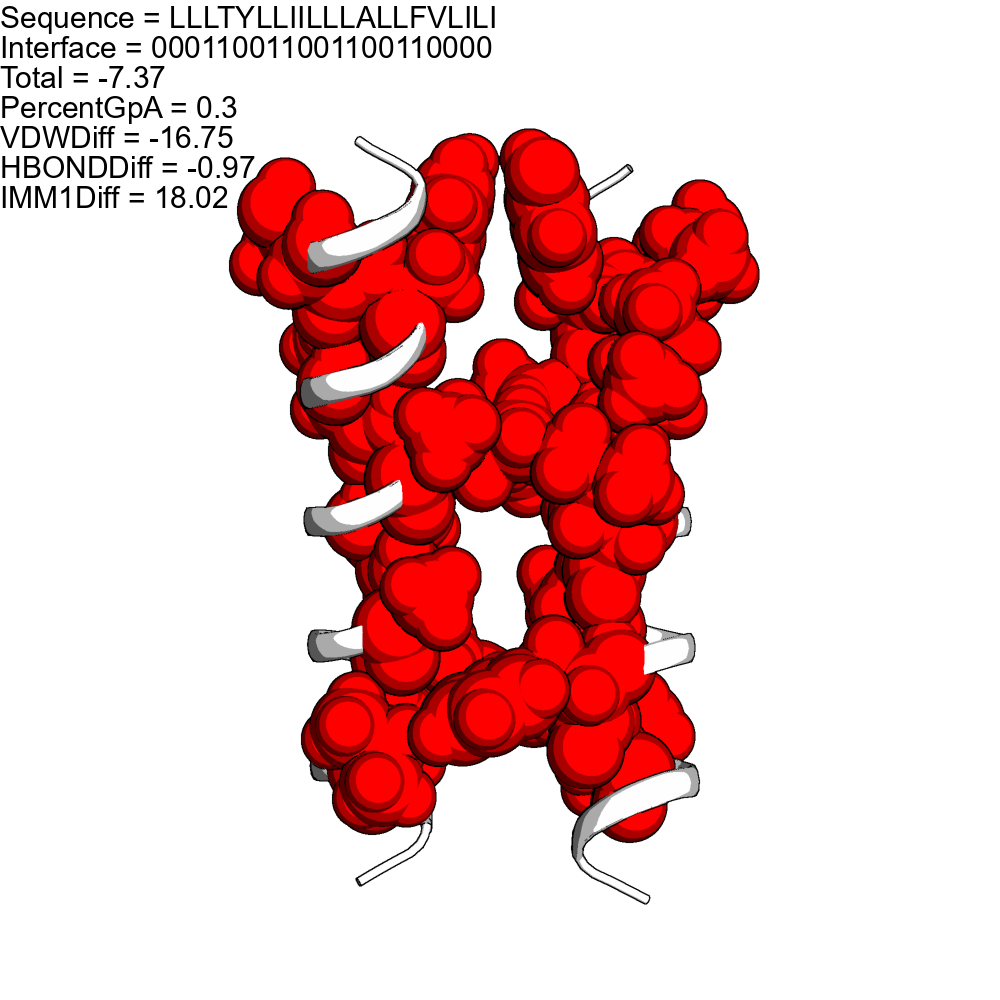 Sequence = LLLTYLLIILLLALLFVLILI
Interface = 000110011001100110000
Total = -7.37
PercentGpA = 0.3
VDWDiff = -16.75
HBONDDiff = -0.97
IMM1Diff = 18.02